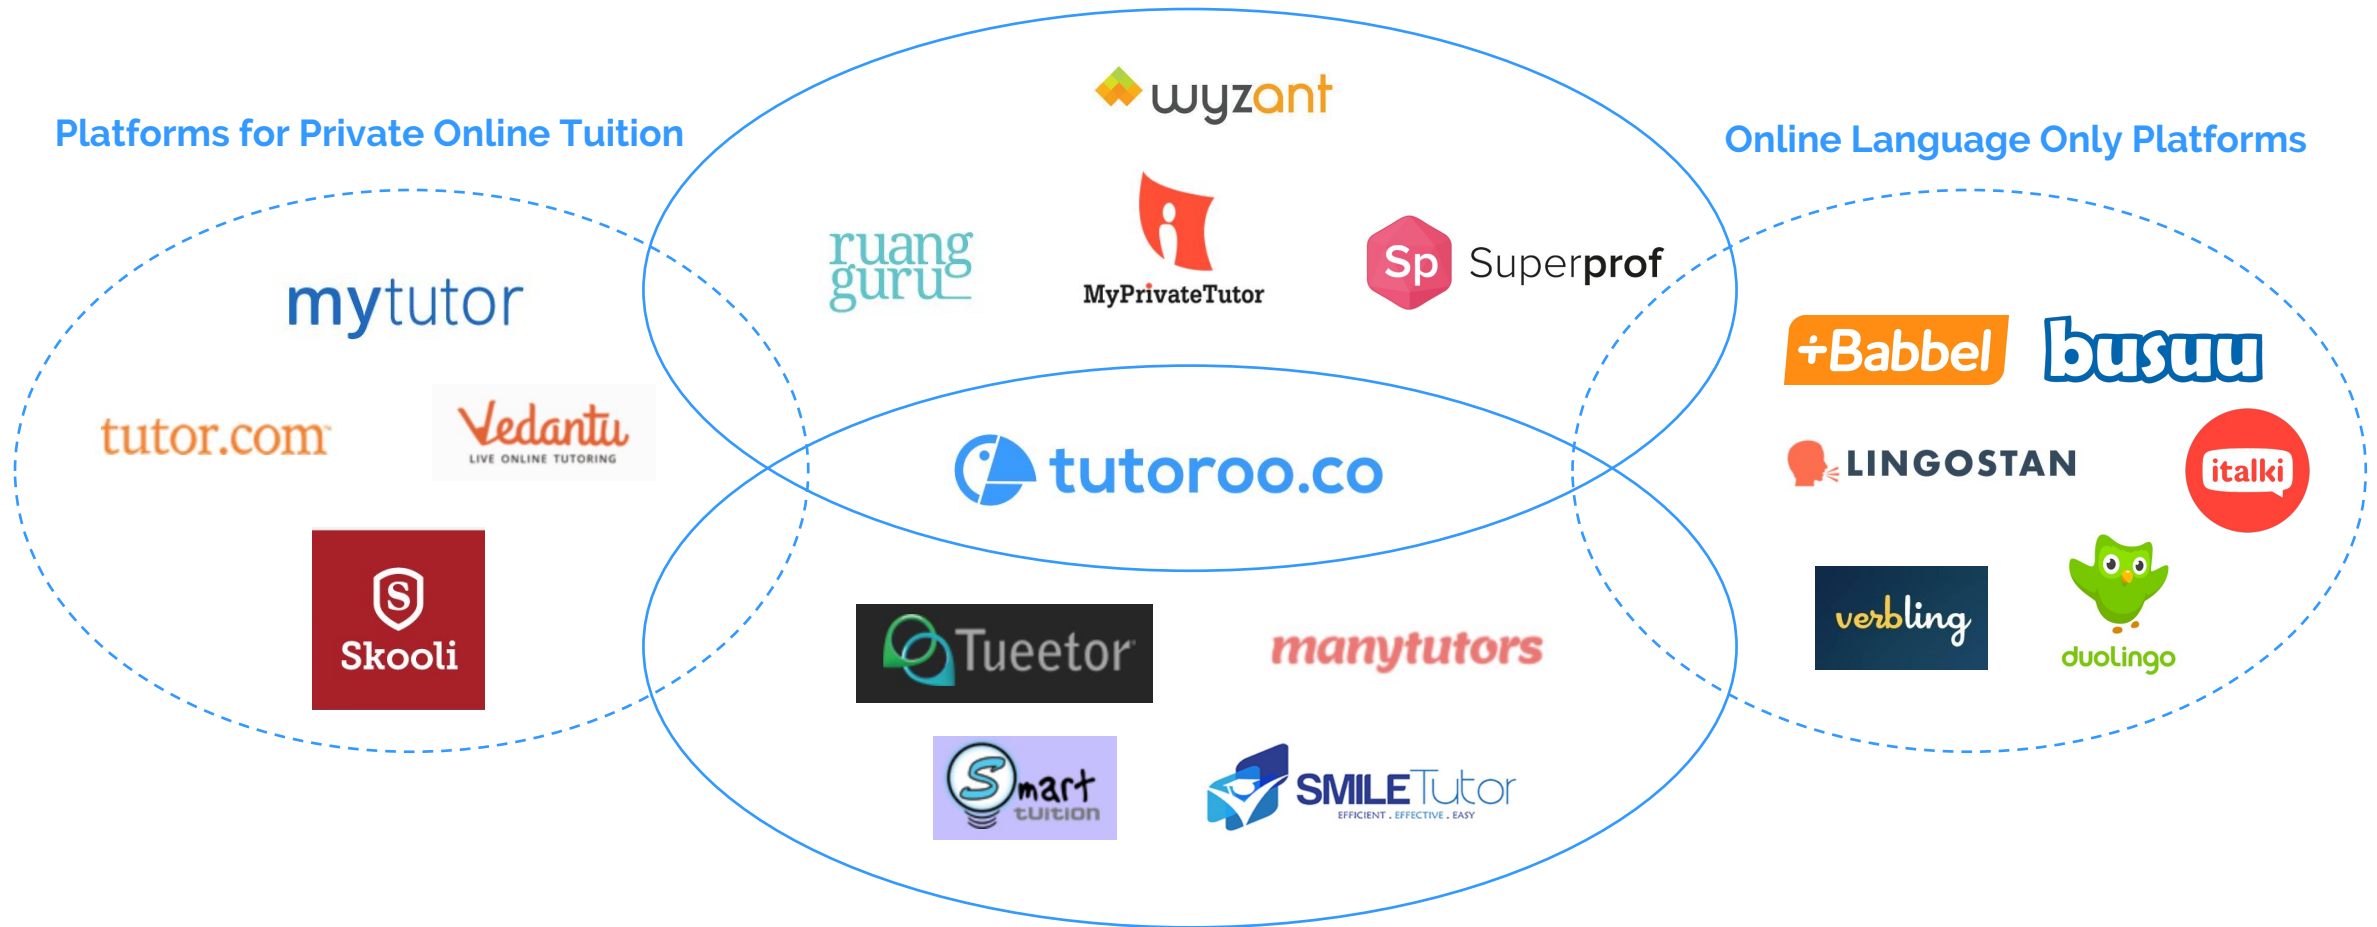 wyzant
Platforms for Private Online Tuition
Online Language Only Platforms
ruang
guru
MyPrivateTutor
Sp Superprof
mytutor
+Babbel
busuu
tutor.com™
Vedantu
LIVE ONLINE TUTORING
tutoroo.co
LINGOSTAN
italki
S
Skooli
Tueetor
manytutors
verbling
duolingo
Smart
tuition
SMILE Tutor
EFFICIENT . EFFECTIVE . EASY